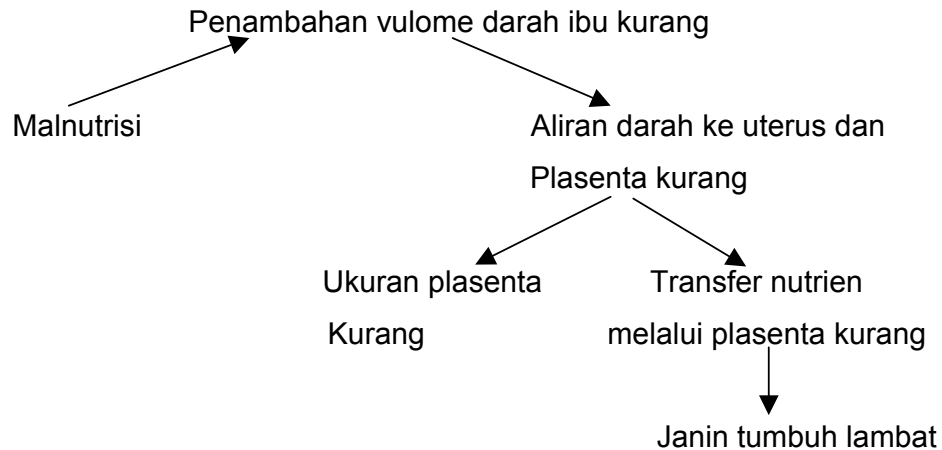 Penambahan vulome darah ibu kurang
Malnutrisi
Aliran darah ke uterus dan
Plasenta kurang
Ukuran plasenta
Kurang
Transfer nutrien
melalui plasenta kurang
Janin tumbuh lambat